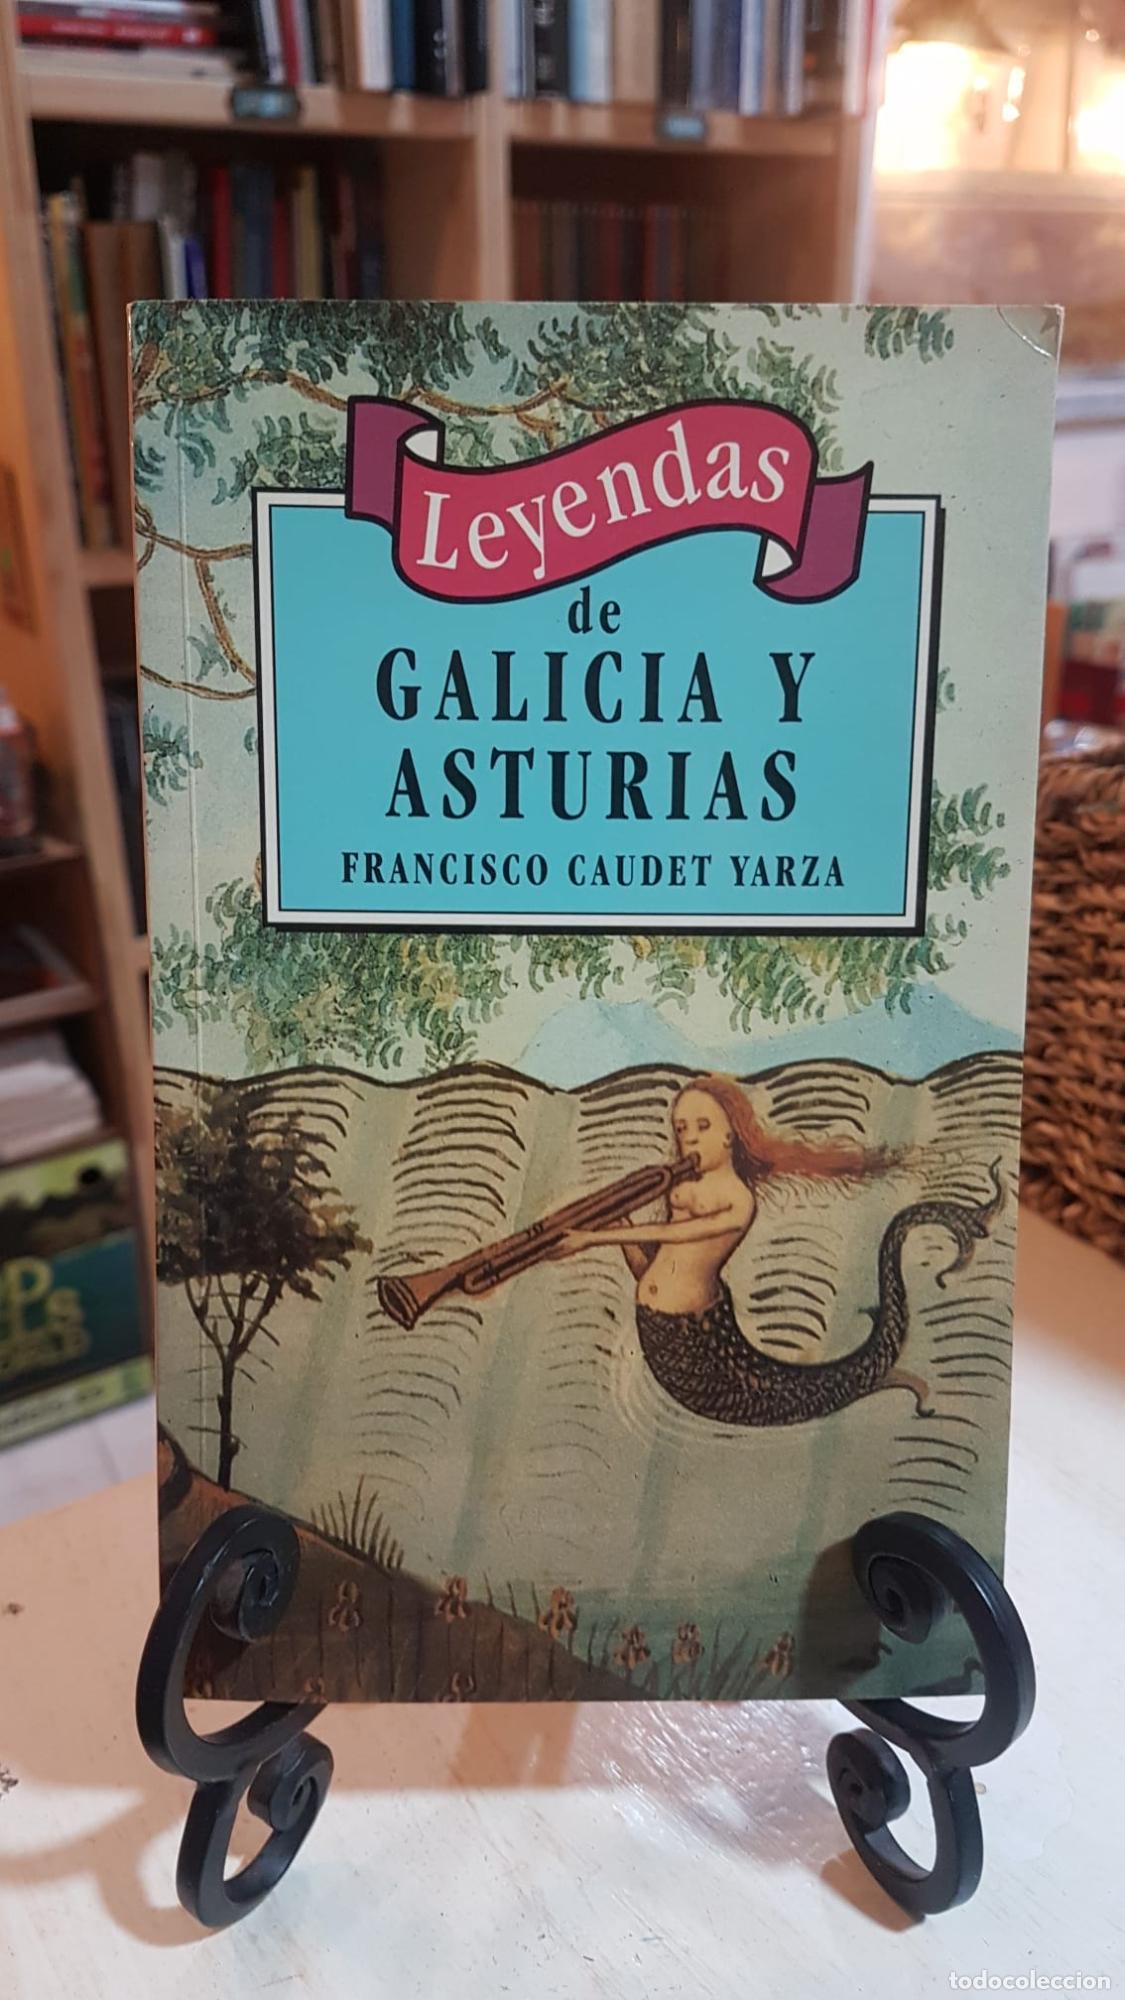 Leyendas
de
GALICIA Y
ASTURIAS
FRANCISCO CAUDET YARZA
todocoleccion